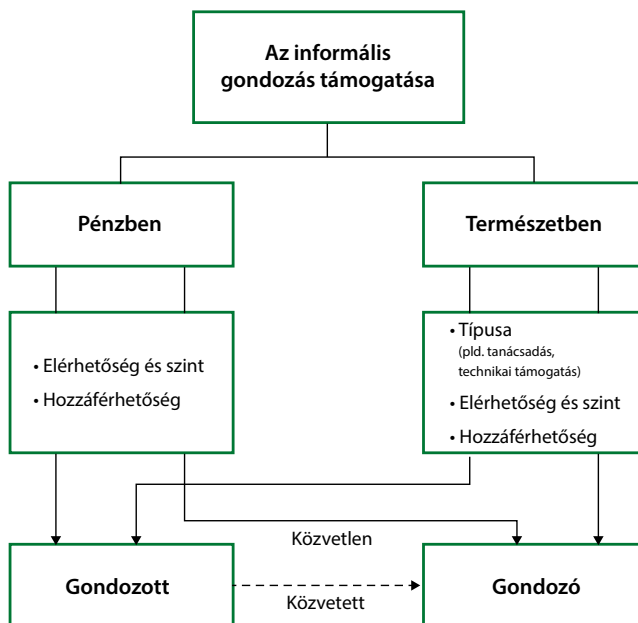 Az informális
gondozás támogatása
Pénzben
Természetben
• Elérhetőség és szint
• Hozzáférhetőség
• Típusa
(pld. tanácsadás,
technikai támogatás)
• Elérhetőség és szint
• Hozzáférhetőség
Közvetlen
Gondozott
Közvetett
Gondozó